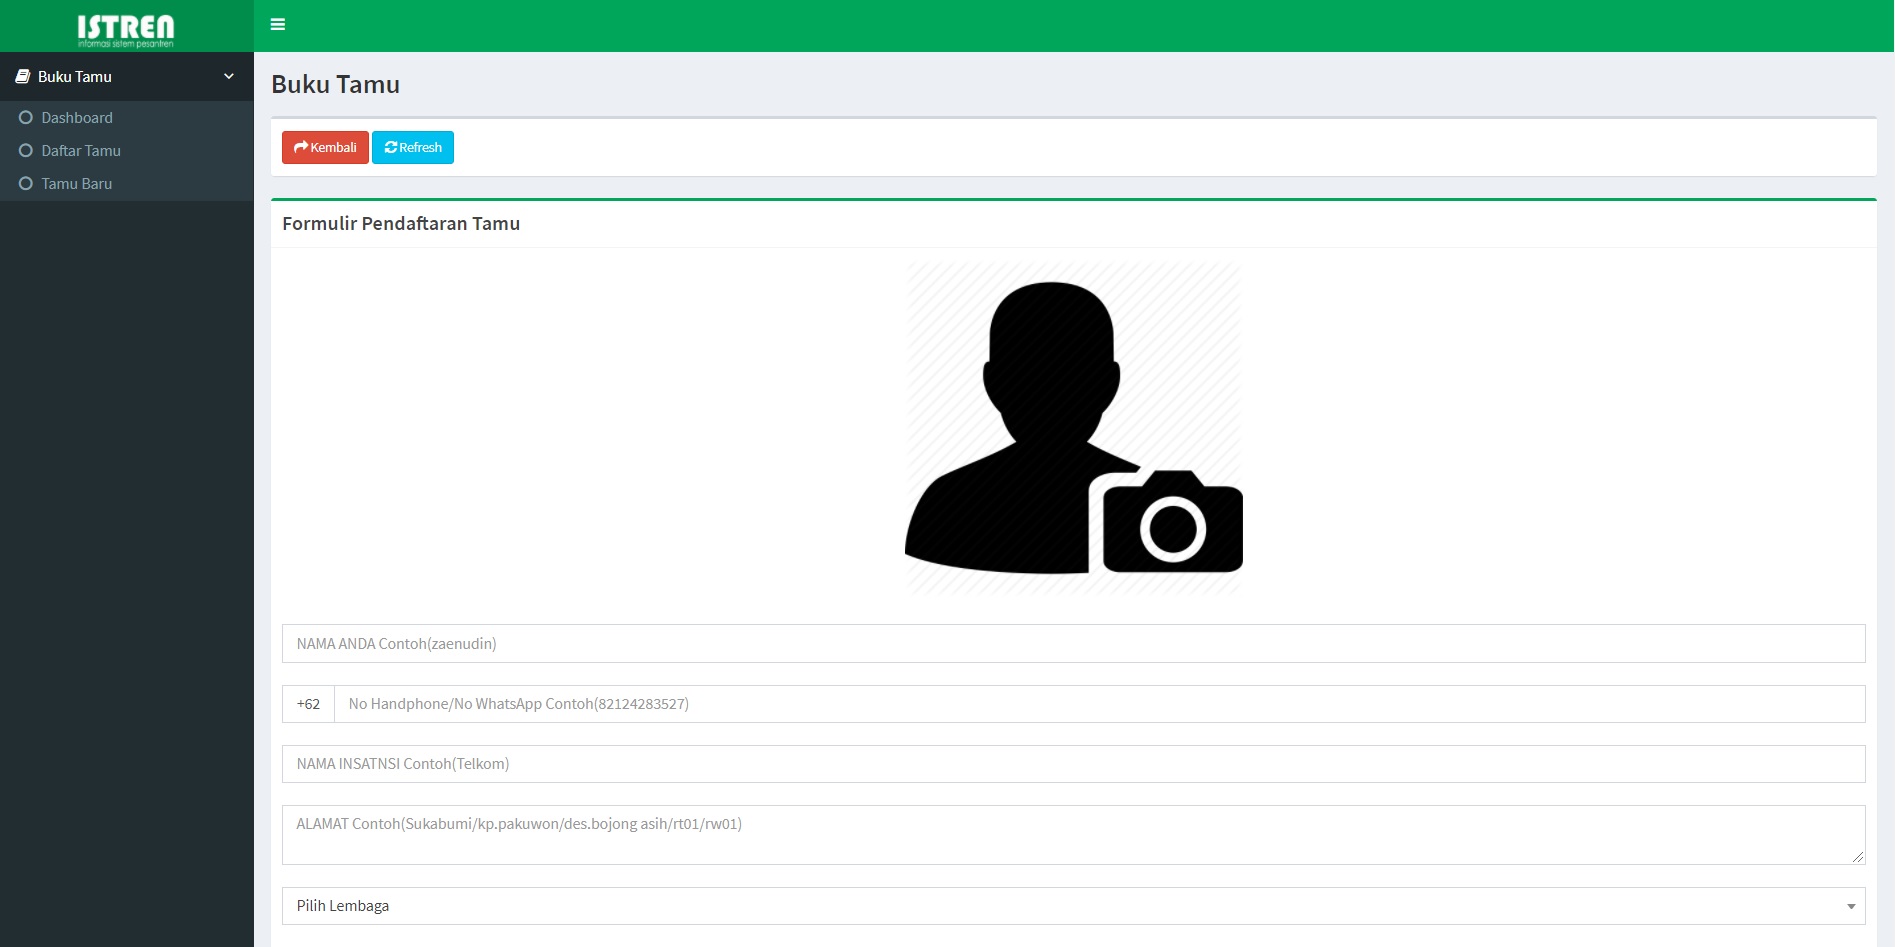 ISTREN
informasi sistem pesantren
Buku Tamu
Dashboard
Daftar Tamu
Tamu Baru
Buku Tamu
Kembali Refresh
Formulir Pendaftaran Tamu
NAMA ANDA Contoh(zaenudin)
+62 No Handphone/No WhatsApp Contoh(82124283527)
NAMA INSATNSI Contoh(Telkom)
ALAMAT Contoh(Sukabumi/kp.pakuwon/des.bojong asih/rt01/rw01)
Pilih Lembaga